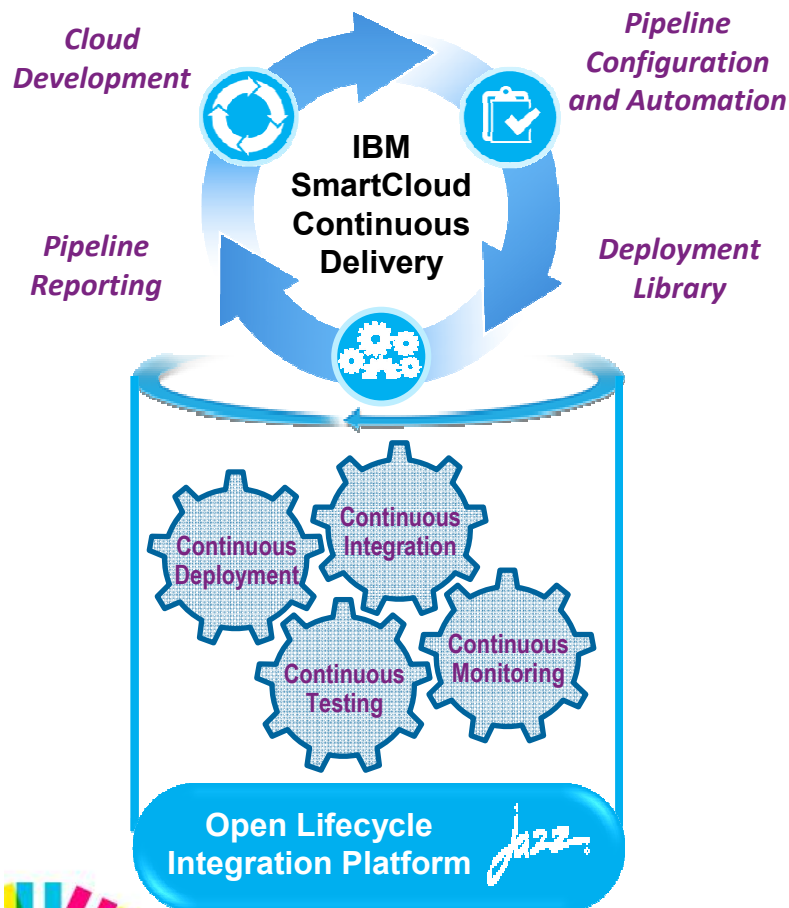 Cloud
Development
Pipeline
Configuration
and Automation
IBM
SmartCloud
Continuous
Delivery
Pipeline
Reporting
Deployment
Library
Continuous
Integration
Continuous
Deployment
Continuous
Monitoring
Continuous
Testing
Open Lifecycle
Integration Platform
jazz